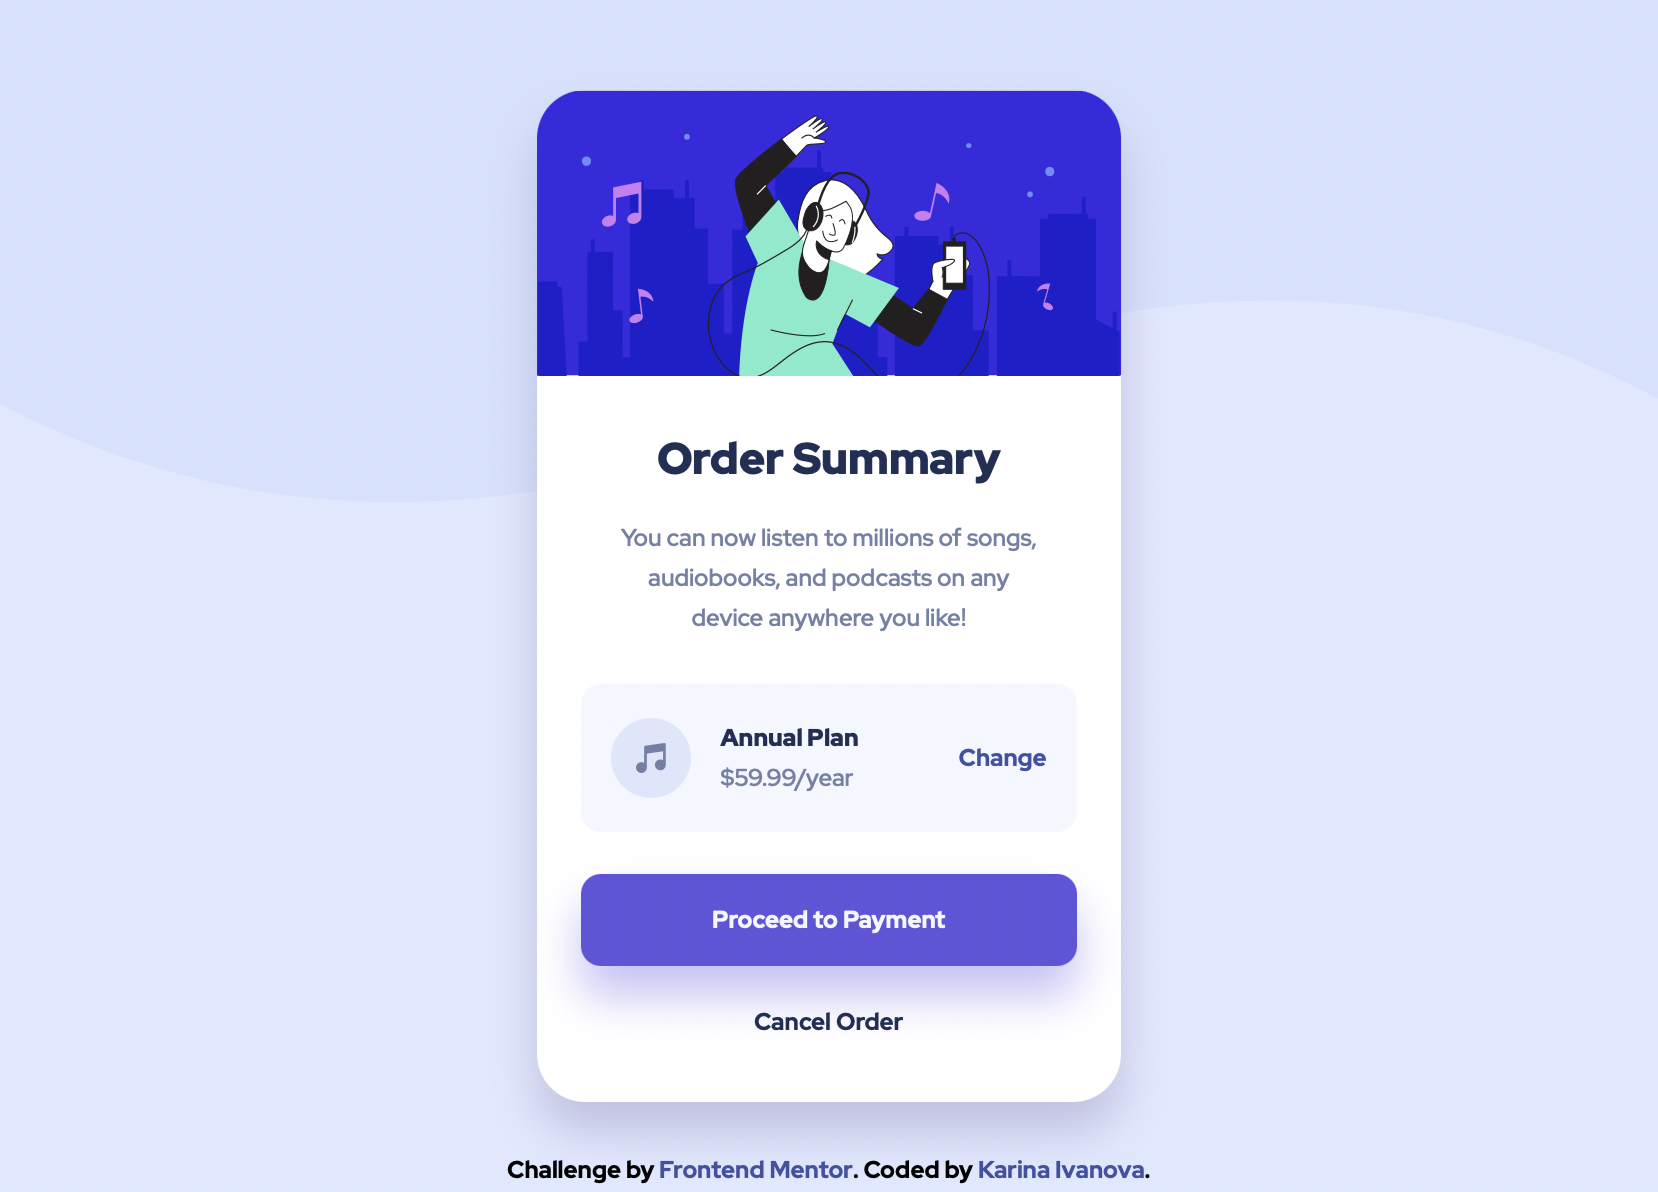 Order Summary
You can now listen to millions of songs,
audiobooks, and podcasts on any
device anywhere you like!
Annual Plan
$59.99/year
Change
Proceed to Payment
Cancel Order
Challenge by Frontend Mentor. Coded by Karina Ivanova.